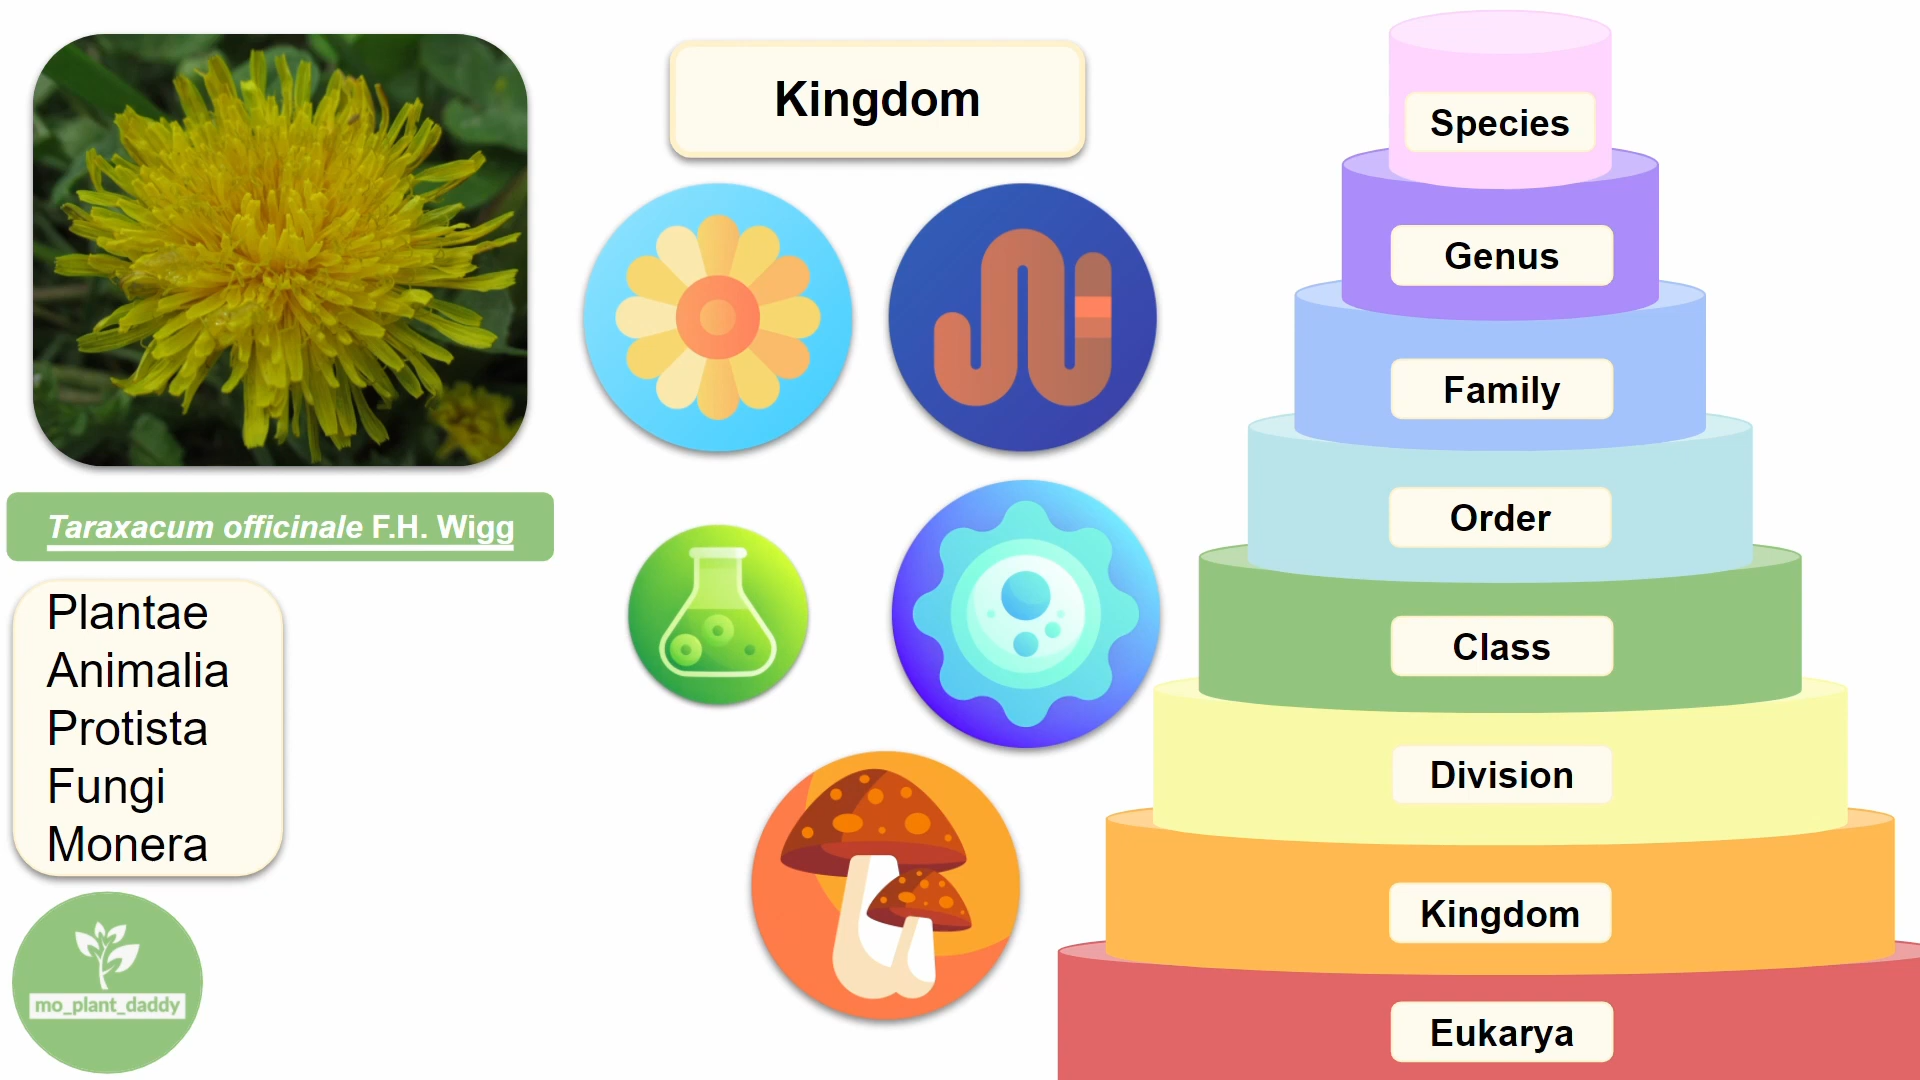 Kingdom
Taraxacum officinale F.H. Wigg
Plantae
Animalia
Protista
Fungi
Monera
mo_plant_daddy
Species
Genus
Family
Order
Class
Division
Kingdom
Eukarya